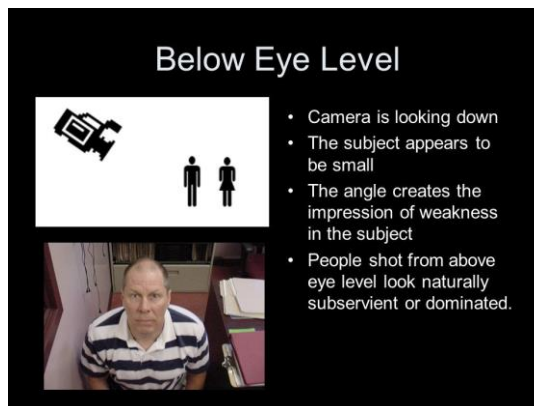 Below Eye Level
• Camera is looking down
• The subject appears to
be small
• The angle creates the
impression of weakness
in the subject
• People shot from above
eye level look naturally
subservient or dominated.